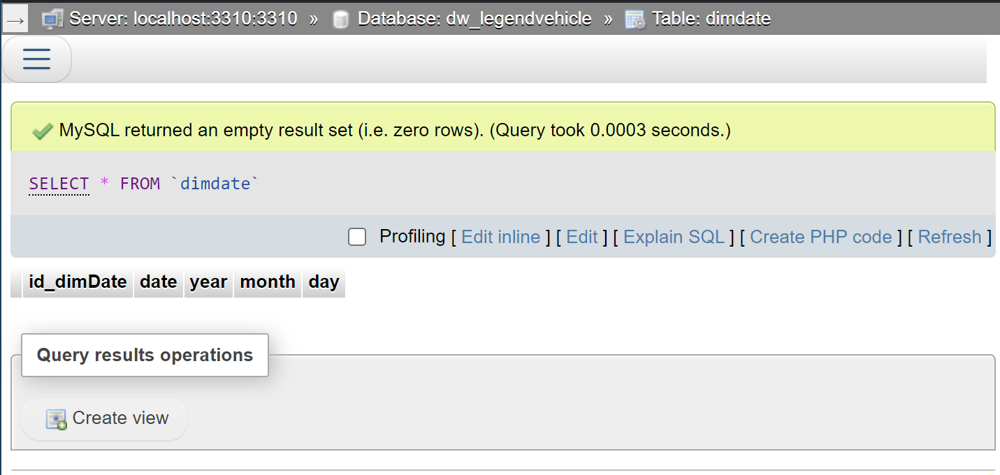 → Server: localhost:3310:3310 » Database: dw_legendvehicle » Table: dimdate
MySQL returned an empty result set (i.e. zero rows). (Query took 0.0003 seconds.)
SELECT * FROM `dimdate`
Profiling [ Edit inline ] [ Edit ] [ Explain SQL ] [ Create PHP code ] [ Refresh ]
id_dimDate date year month day
Query results operations
Create view